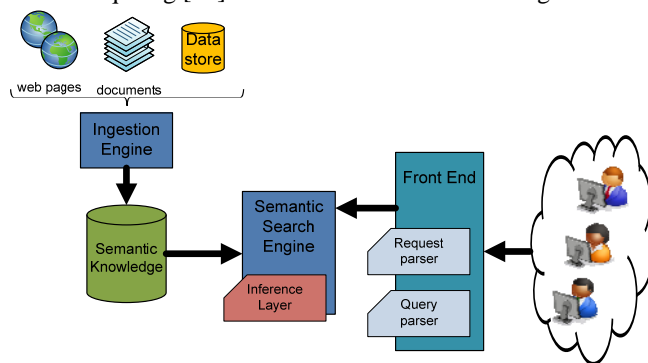 Data
store
web pages
documents
Ingestion
Engine
Front End
Semantic
Search
Engine
Semantic
Knowledge
Request
parser
Inference
Layer
Query
parser